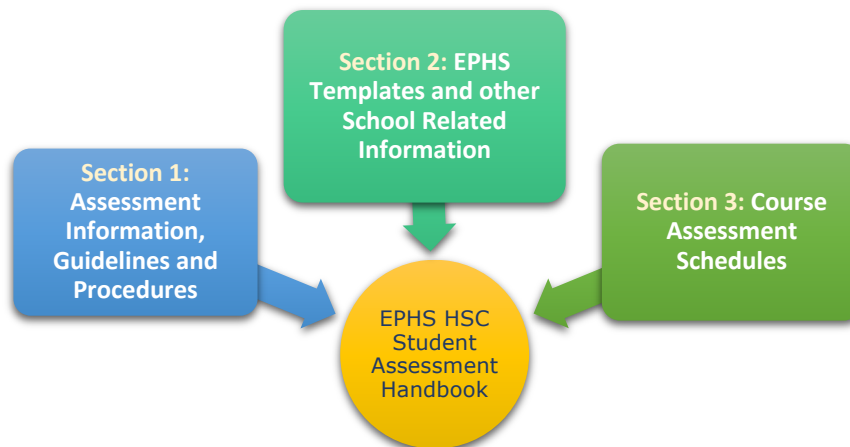 Section 1:
Assessment
Information,
Guidelines and
Procedures
Section 2: EPHS
Templates and other
School Related
Information
Section 3: Course
Assessment
Schedules
EPHS HSC
Student
Assessment
Handbook